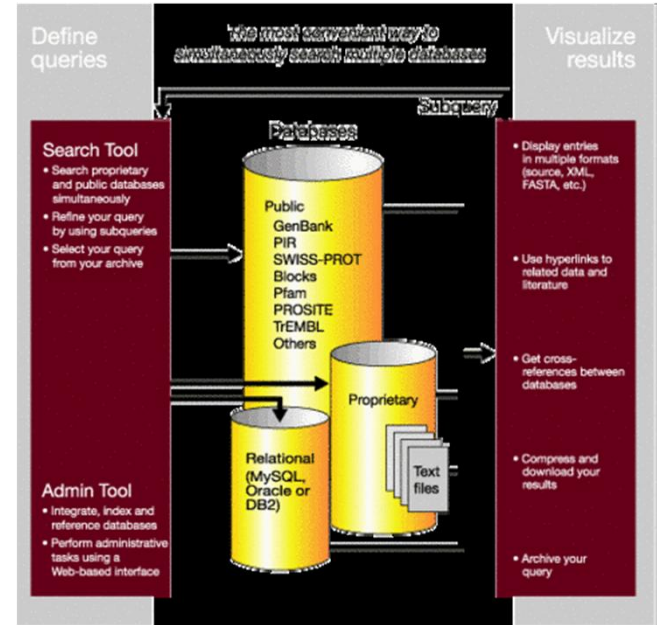 Define
queries
The most convenient way to
simultaneously search multiple databases
Visualize
results
Subquery
Databases
Search Tool
• Search proprietary
and public databases
simultaneously
• Refine your query
by using subqueries
• Select your query
from your archive
Admin Tool
• Integrate, index and
reference databases
• Perform administrative
tasks using a
Web-based interface
Public
GenBank
PIR
SWISS-PROT
Blocks
Pfam
PROSITE
TrEMBL
Others
Proprietary
Text
files
Relational
(MySQL,
Oracle or
DB2)
• Display entries
in multiple formats
(source, XML,
FASTA, etc.)
• Use hyperlinks to
related data and
literature
• Get cross-
references between
databases
• Compress and
download your
results
• Archive your
query